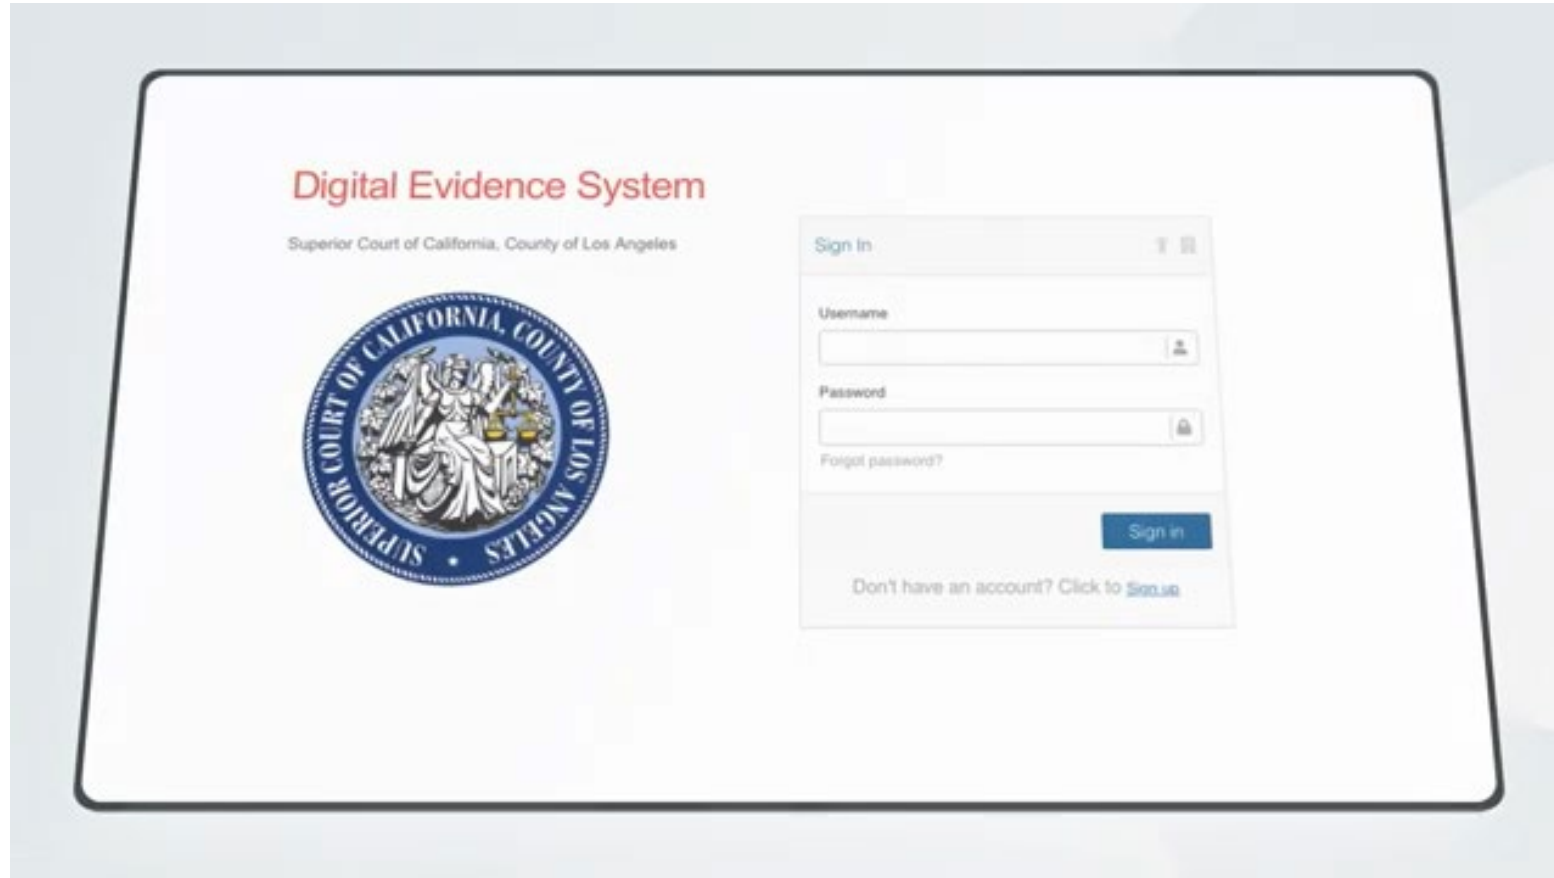 Digital Evidence System
Superior Court of California, County of Los Angeles
SUPERIOR COURT OF CALIFORNIA, COUNTY OF LOS ANGELES
Sign In
Username
Password
Forgot password?
Sign in
Don't have an account? Click to Sign up